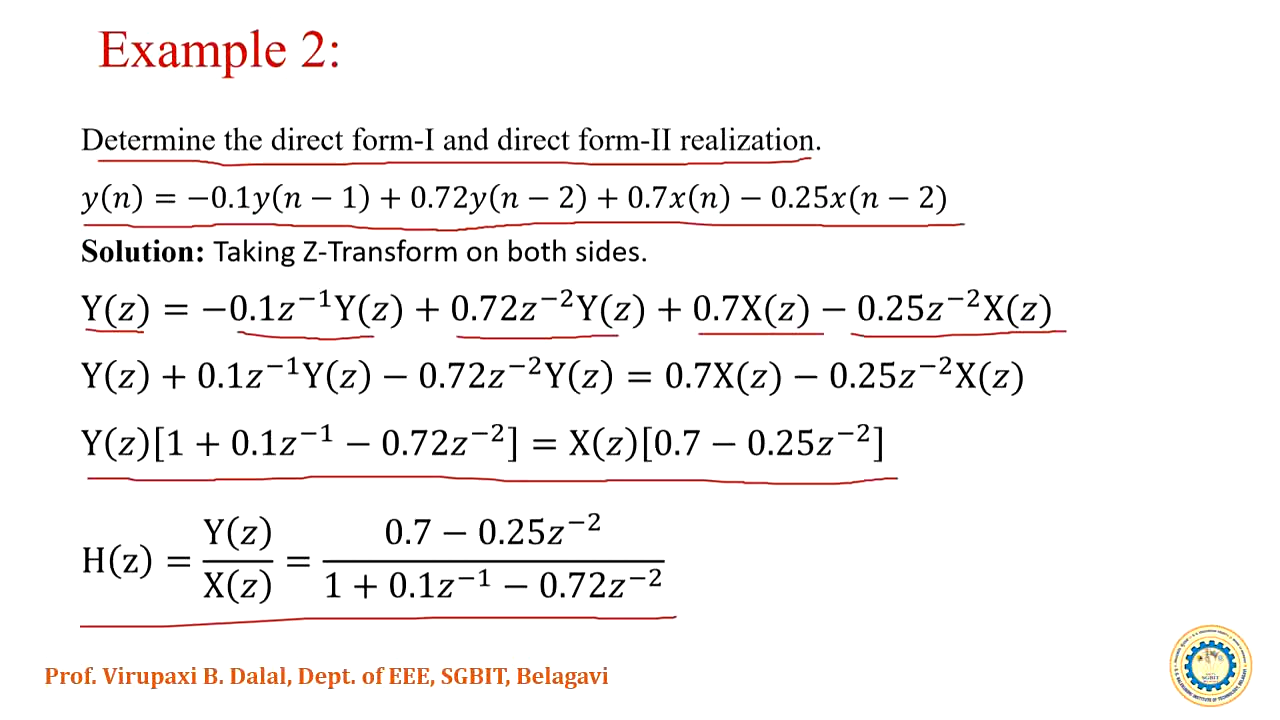 Example 2:
Determine the direct form-I and direct form-II realization.
y(n) = −0.1y(n − 1) + 0.72y(n − 2) + 0.7x(n) − 0.25x(n − 2)
Solution: Taking Z-Transform on both sides.
Y(z) = −0.1z⁻¹Y(z) + 0.72z⁻²Y(z) + 0.7X(z) − 0.25z⁻²X(z)
Y(z) + 0.1z⁻¹Y(z) − 0.72z⁻²Y(z) = 0.7X(z) − 0.25z⁻²X(z)
Y(z)[1 + 0.1z⁻¹ − 0.72z⁻²] = X(z)[0.7 − 0.25z⁻²]
H(z) = Y(z)/X(z) = (0.7 − 0.25z⁻²)/(1 + 0.1z⁻¹ − 0.72z⁻²)
Prof. Virupaxi B. Dalal, Dept. of EEE, SGBIT, Belagavi
SGBIT